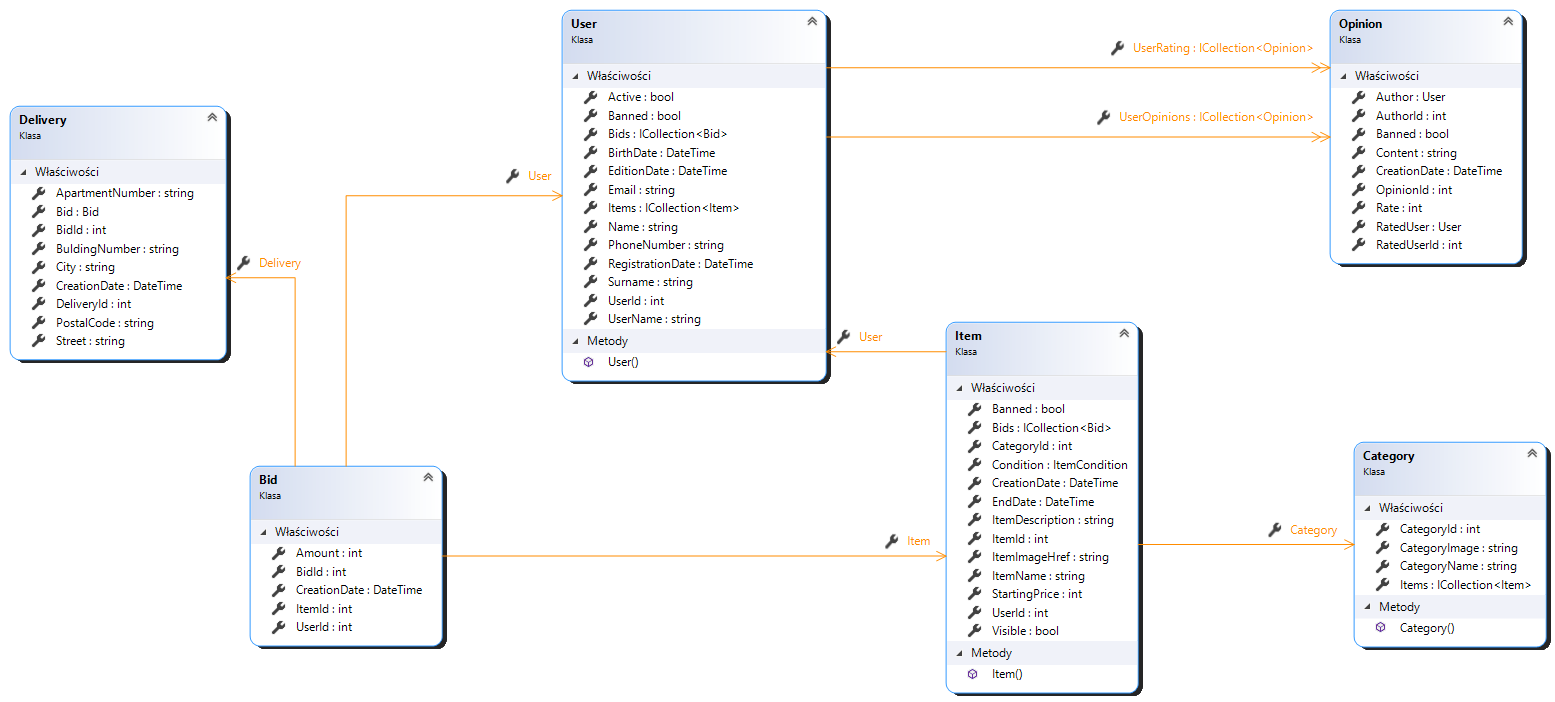 Delivery
Klasa
Właściwości
ApartmentNumber : string
Bid : Bid
BidId : int
BuldingNumber : string
City : string
CreationDate : DateTime
DeliveryId : int
PostalCode : string
Street : string
Delivery
User
User
Klasa
Właściwości
Active : bool
Banned : bool
Bids : ICollection<Bid>
BirthDate : DateTime
EditionDate : DateTime
Email : string
Items : ICollection<Item>
Name : string
PhoneNumber : string
RegistrationDate : DateTime
Surname : string
UserId : int
UserName : string
Metody
User()
UserRating : ICollection<Opinion>
UserOpinions : ICollection<Opinion>
Opinion
Klasa
Właściwości
Author : User
AuthorId : int
Banned : bool
Content : string
CreationDate : DateTime
OpinionId : int
Rate : int
RatedUser : User
RatedUserId : int
Bid
Klasa
Właściwości
Amount : int
BidId : int
CreationDate : DateTime
ItemId : int
UserId : int
Item
User
Item
Klasa
Właściwości
Banned : bool
Bids : ICollection<Bid>
CategoryId : int
Condition : ItemCondition
CreationDate : DateTime
EndDate : DateTime
ItemDescription : string
ItemId : int
ItemImageHref : string
ItemName : string
StartingPrice : int
UserId : int
Visible : bool
Metody
Item()
Category
Category
Klasa
Właściwości
CategoryId : int
CategoryImage : string
CategoryName : string
Items : ICollection<Item>
Metody
Category()